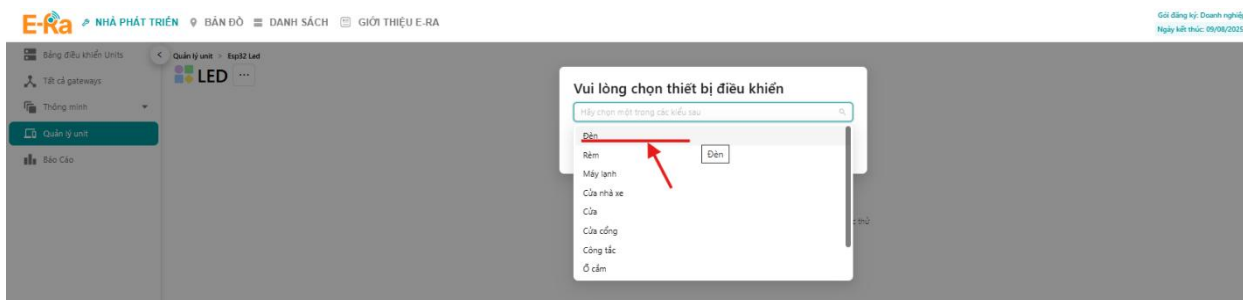 E-Ra NHÀ PHÁT TRIỂN BẢN ĐỒ DANH SÁCH GIỚI THIỆU E-RA
Gói đăng ký: Doanh nghiệp
Ngày kết thúc: 09/08/2025
Bảng điều khiển Units
Quản lý unit > Esp32 Led
LED ...
Tất cả gateways
Thông minh
Quản lý unit
Báo Cáo
Vui lòng chọn thiết bị điều khiển
Hãy chọn một trong các kiểu sau
Đèn
Đèn
Rèm
Máy lạnh
Cửa nhà xe
Cửa
Cửa cổng
Công tắc
Ổ cắm